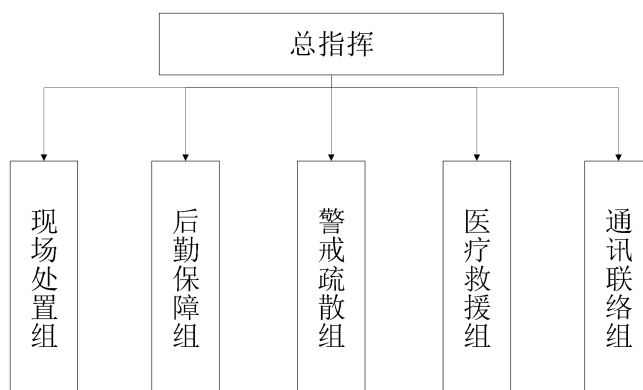 总指挥
现场处置组
后勤保障组
警戒疏散组
医疗救援组
通讯联络组